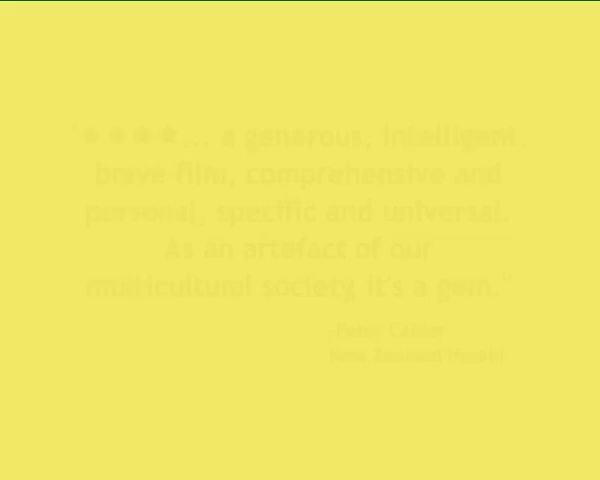 "★★★★... a generous, intelligent,
brave film, comprehensive and
personal, specific and universal.
As an artefact of our
multicultural society, it's a gem."
-Peter Calder
New Zealand Herald